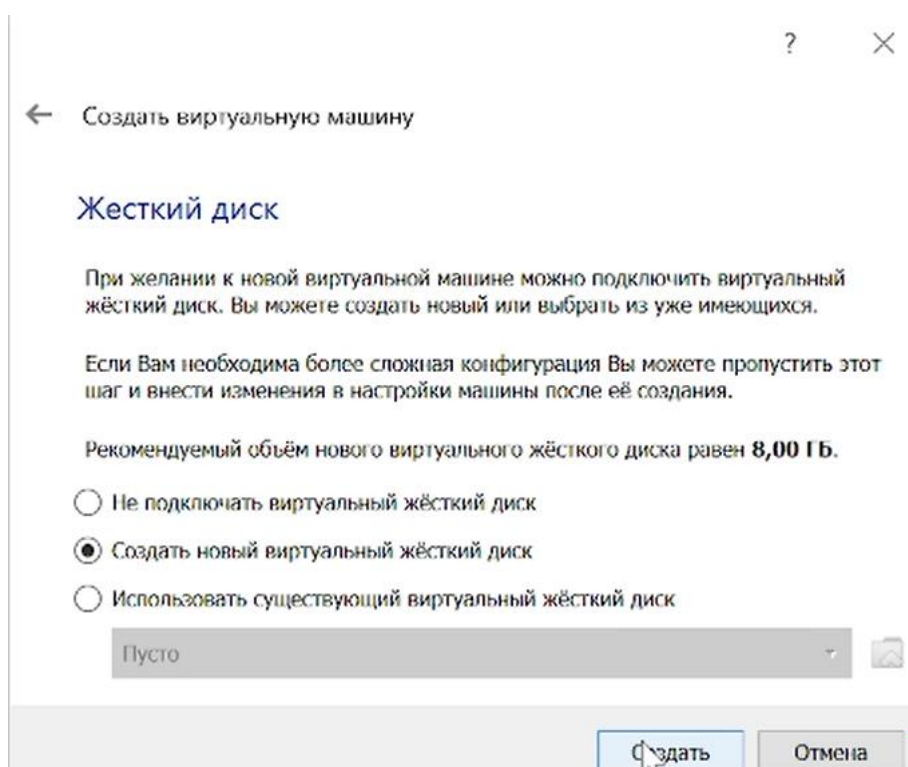 ?
Создать виртуальную машину
Жесткий диск
При желании к новой виртуальной машине можно подключить виртуальный
жёсткий диск. Вы можете создать новый или выбрать из уже имеющихся.
Если Вам необходима более сложная конфигурация Вы можете пропустить этот
шаг и внести изменения в настройки машины после её создания.
Рекомендуемый объём нового виртуального жёсткого диска равен 8,00 ГБ.
Не подключать виртуальный жёсткий диск
Создать новый виртуальный жёсткий диск
Использовать существующий виртуальный жёсткий диск
Пусто
Создать Отмена